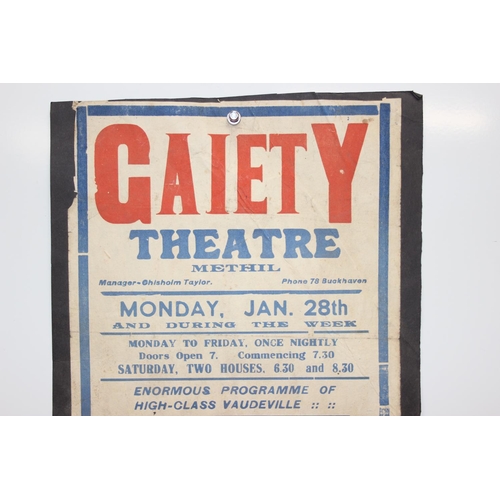 GAIETY
THEATRE
METHIL
Manager-Chisholm Taylor. Phone 78 Buckhaven
MONDAY, JAN. 28th
AND DURING THE WEEK
MONDAY TO FRIDAY, ONCE NIGHTLY
Doors Open 7. Commencing 7.30
SATURDAY, TWO HOUSES, 6.30 and 8.30
ENORMOUS PROGRAMME OF
HIGH-CLASS VAUDEVILLE :: ::